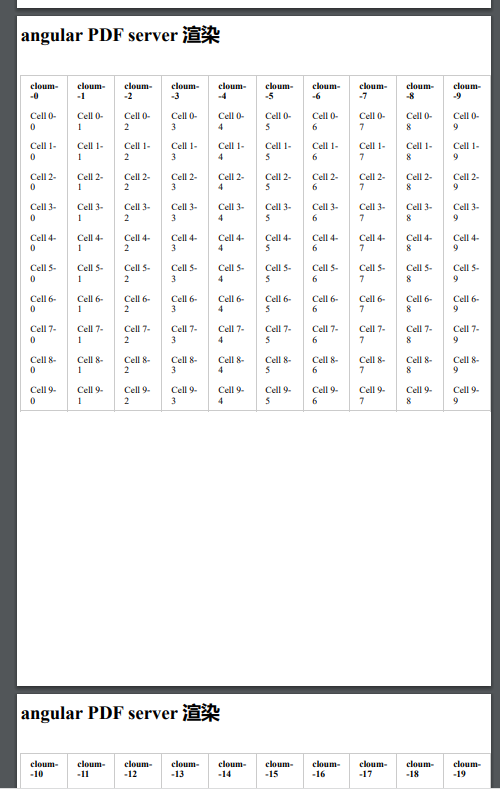 angular PDF server 渲染
cloum- cloum- cloum- cloum- cloum- cloum- cloum- cloum- cloum- cloum-
-0 -1 -2 -3 -4 -5 -6 -7 -8 -9
Cell 0- Cell 0- Cell 0- Cell 0- Cell 0- Cell 0- Cell 0- Cell 0- Cell 0- Cell 0-
0 1 2 3 4 5 6 7 8 9
Cell 1- Cell 1- Cell 1- Cell 1- Cell 1- Cell 1- Cell 1- Cell 1- Cell 1- Cell 1-
0 1 2 3 4 5 6 7 8 9
Cell 2- Cell 2- Cell 2- Cell 2- Cell 2- Cell 2- Cell 2- Cell 2- Cell 2- Cell 2-
0 1 2 3 4 5 6 7 8 9
Cell 3- Cell 3- Cell 3- Cell 3- Cell 3- Cell 3- Cell 3- Cell 3- Cell 3- Cell 3-
0 1 2 3 4 5 6 7 8 9
Cell 4- Cell 4- Cell 4- Cell 4- Cell 4- Cell 4- Cell 4- Cell 4- Cell 4- Cell 4-
0 1 2 3 4 5 6 7 8 9
Cell 5- Cell 5- Cell 5- Cell 5- Cell 5- Cell 5- Cell 5- Cell 5- Cell 5- Cell 5-
0 1 2 3 4 5 6 7 8 9
Cell 6- Cell 6- Cell 6- Cell 6- Cell 6- Cell 6- Cell 6- Cell 6- Cell 6- Cell 6-
0 1 2 3 4 5 6 7 8 9
Cell 7- Cell 7- Cell 7- Cell 7- Cell 7- Cell 7- Cell 7- Cell 7- Cell 7- Cell 7-
0 1 2 3 4 5 6 7 8 9
Cell 8- Cell 8- Cell 8- Cell 8- Cell 8- Cell 8- Cell 8- Cell 8- Cell 8- Cell 8-
0 1 2 3 4 5 6 7 8 9
Cell 9- Cell 9- Cell 9- Cell 9- Cell 9- Cell 9- Cell 9- Cell 9- Cell 9- Cell 9-
0 1 2 3 4 5 6 7 8 9
angular PDF server 渲染
cloum- cloum- cloum- cloum- cloum- cloum- cloum- cloum- cloum- cloum-
-10 -11 -12 -13 -14 -15 -16 -17 -18 -19